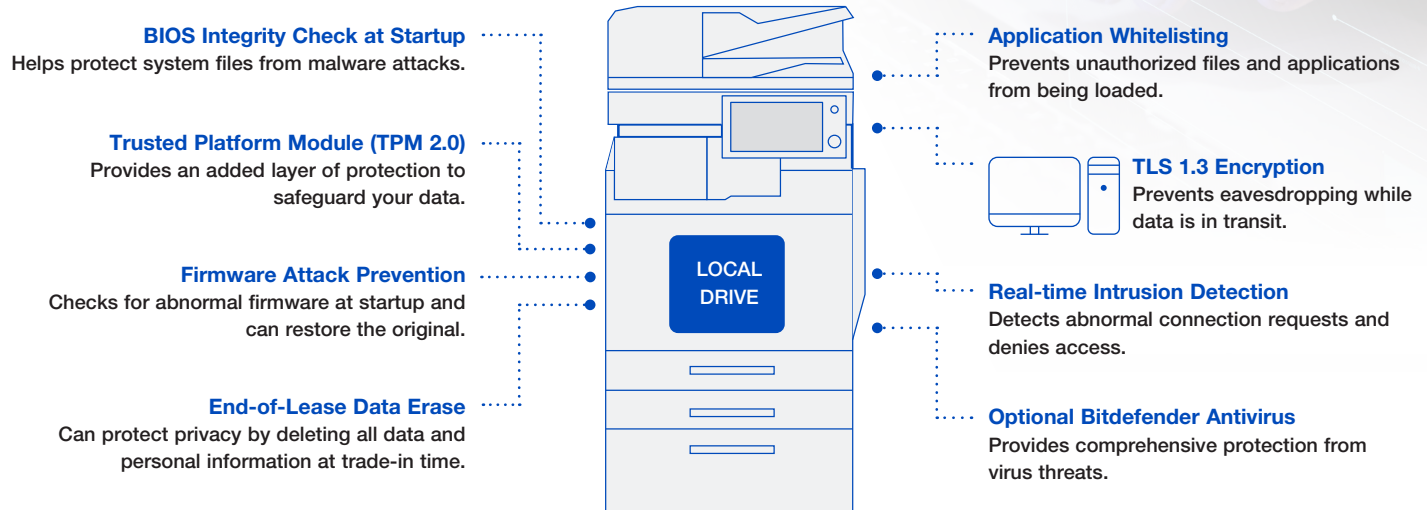 BIOS Integrity Check at Startup
Helps protect system files from malware attacks.
Trusted Platform Module (TPM 2.0)
Provides an added layer of protection to
safeguard your data.
Firmware Attack Prevention
Checks for abnormal firmware at startup and
can restore the original.
End-of-Lease Data Erase
Can protect privacy by deleting all data and
personal information at trade-in time.
LOCAL
DRIVE
Application Whitelisting
Prevents unauthorized files and applications
from being loaded.
TLS 1.3 Encryption
Prevents eavesdropping while
data is in transit.
Real-time Intrusion Detection
Detects abnormal connection requests and
denies access.
Optional Bitdefender Antivirus
Provides comprehensive protection from
virus threats.